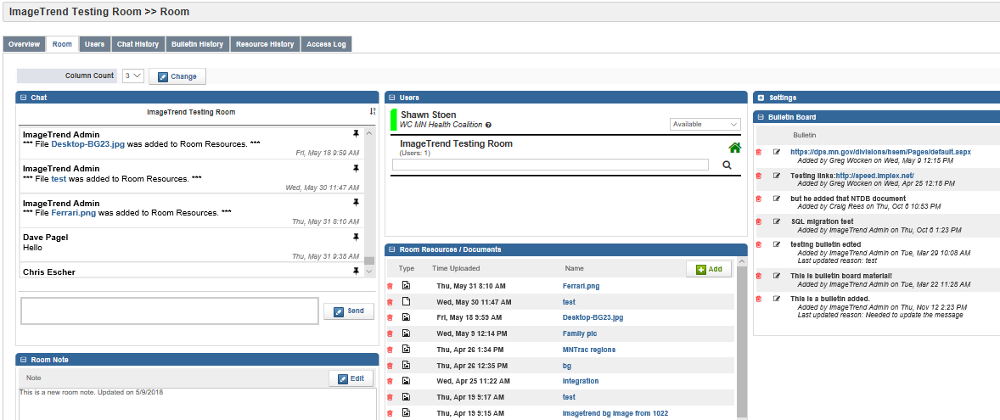 ImageTrend Testing Room >> Room
Overview Room Users Chat History Bulletin History Resource History Access Log
Column Count 3 Change
Chat
ImageTrend Testing Room
ImageTrend Admin
*** File Desktop-BG23.jpg was added to Room Resources. ***
Fri, May 18 9:59 AM
ImageTrend Admin
*** File test was added to Room Resources. ***
Wed, May 30 11:47 AM
ImageTrend Admin
*** File Ferrari.png was added to Room Resources. ***
Thu, May 31 8:10 AM
Dave Pagel
Hello
Thu, May 31 9:38 AM
Chris Escher
Send
Room Note
Note Edit
This is a new room note. Updated on 5/9/2018
Users
Shawn Stoen
WC MN Health Coalition
Available
ImageTrend Testing Room
(Users: 1)
Room Resources / Documents
Type Time Uploaded Name Add
Thu, May 31 8:10 AM Ferrari.png
Wed, May 30 11:47 AM test
Fri, May 18 9:59 AM Desktop-BG23.jpg
Wed, May 9 12:14 PM Family pic
Thu, Apr 26 1:34 PM MNTrac regions
Thu, Apr 26 12:35 PM bg
Wed, Apr 25 11:22 AM integration
Thu, Apr 19 9:17 AM test
Thu, Apr 19 9:15 AM Imagetrend bg image from 1022
Settings
Bulletin Board
Bulletin
https://dps.mn.gov/divisions/hsem/Pages/default.aspx
Added by Greg Wocken on Wed, May 9 12:15 PM
Testing links:http://speed.implex.net/
Added by Greg Wocken on Wed, Apr 25 12:18 PM
but he added that NTDB document
Added by Craig Rees on Thu, Oct 6 10:53 PM
SQL migration test
Added by ImageTrend Admin on Thu, Oct 6 1:23 PM
testing bulletin edted
Added by ImageTrend Admin on Tue, Mar 29 10:08 AM
Last updated reason: test
This is bulletin board material!
Added by ImageTrend Admin on Tue, Mar 22 11:28 AM
This is a bulletin added.
Added by ImageTrend Admin on Thu, Nov 12 2:23 PM
Last updated reason: Needed to update the message